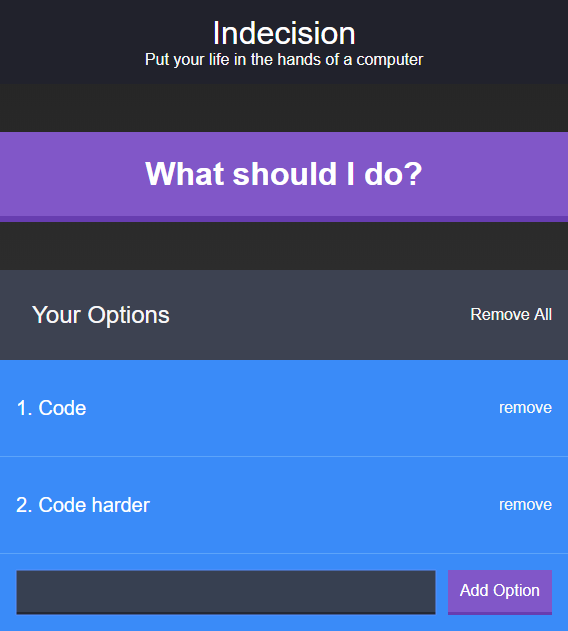 Indecision
Put your life in the hands of a computer
What should I do?
Your Options Remove All
1. Code remove
2. Code harder remove
Add Option